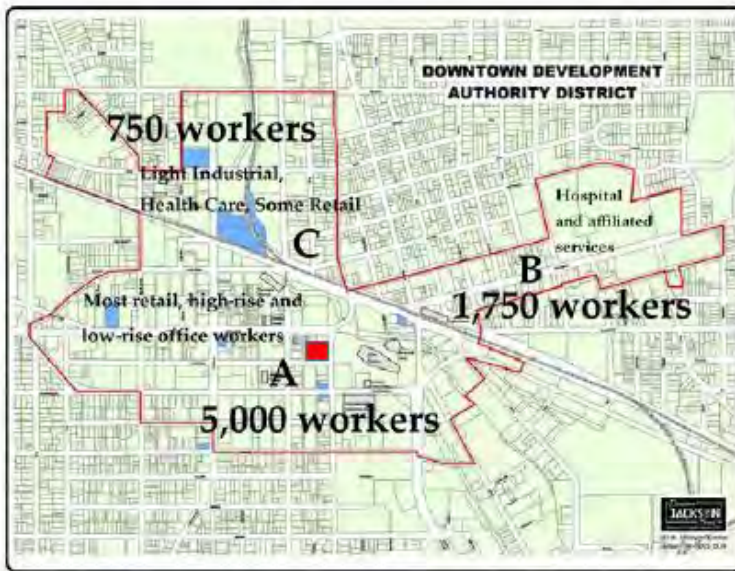 DOWNTOWN DEVELOPMENT
AUTHORITY DISTRICT
750 workers
Light Industrial,
Health Care, Some Retail
C
Hospital
and affiliated
services
B
1,750 workers
Most retail, high-rise and
low-rise office workers
A
5,000 workers
JACKSON